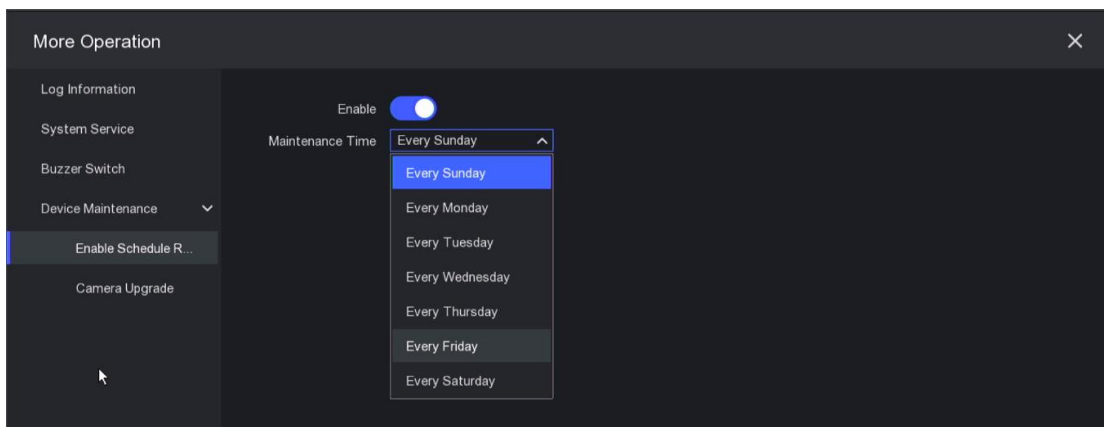 More Operation
Log Information
System Service
Buzzer Switch
Device Maintenance
Enable Schedule R...
Camera Upgrade
Enable
Maintenance Time Every Sunday
Every Sunday
Every Monday
Every Tuesday
Every Wednesday
Every Thursday
Every Friday
Every Saturday